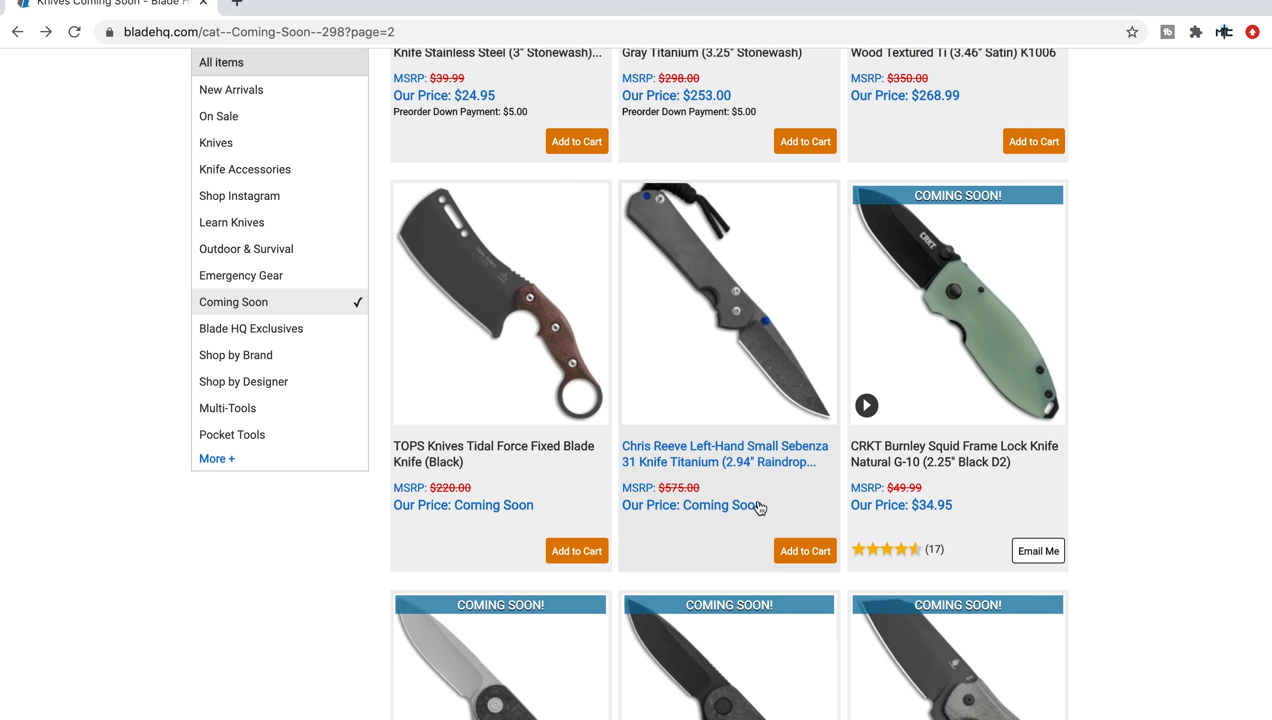 Knives Coming Soon - Blade H
bladehq.com/cat--Coming-Soon--298?page=2
All items
New Arrivals
On Sale
Knives
Knife Accessories
Shop Instagram
Learn Knives
Outdoor & Survival
Emergency Gear
Coming Soon
Blade HQ Exclusives
Shop by Brand
Shop by Designer
Multi-Tools
Pocket Tools
More +
Knife Stainless Steel (3" Stonewash)...
MSRP: $39.99
Our Price: $24.95
Preorder Down Payment: $5.00
Add to Cart
Gray Titanium (3.25" Stonewash)
MSRP: $298.00
Our Price: $253.00
Preorder Down Payment: $5.00
Add to Cart
Wood Textured Ti (3.46" Satin) K1006
MSRP: $350.00
Our Price: $268.99
Add to Cart
TOPS Knives Tidal Force Fixed Blade
Knife (Black)
MSRP: $220.00
Our Price: Coming Soon
Add to Cart
Chris Reeve Left-Hand Small Sebenza
31 Knife Titanium (2.94" Raindrop...
MSRP: $575.00
Our Price: Coming Soon
Add to Cart
COMING SOON!
CRKT
CRKT Burnley Squid Frame Lock Knife
Natural G-10 (2.25" Black D2)
MSRP: $49.99
Our Price: $34.95
(17)
Email Me
COMING SOON!
COMING SOON!
COMING SOON!